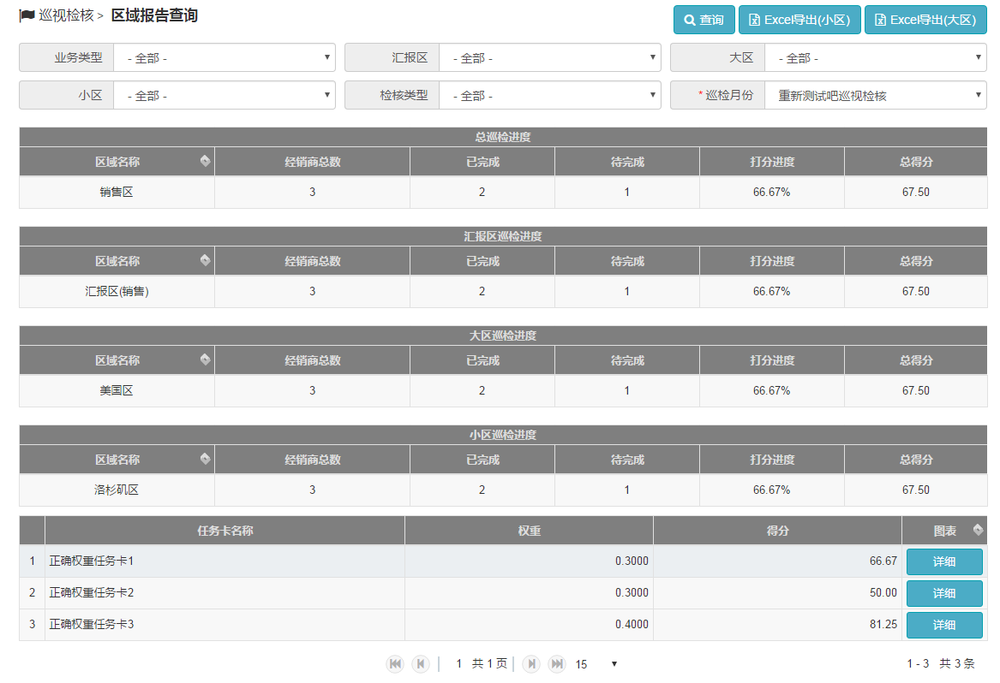 巡视检核 > 区域报告查询
查询 Excel导出(小区) Excel导出(大区)
业务类型 - 全部 - 汇报区 - 全部 - 大区 - 全部 -
小区 - 全部 - 检核类型 - 全部 - * 巡检月份 重新测试吧巡视检核
总巡检进度
区域名称 经销商总数 已完成 待完成 打分进度 总得分
销售区 3 2 1 66.67% 67.50
汇报区巡检进度
区域名称 经销商总数 已完成 待完成 打分进度 总得分
汇报区(销售) 3 2 1 66.67% 67.50
大区巡检进度
区域名称 经销商总数 已完成 待完成 打分进度 总得分
美国区 3 2 1 66.67% 67.50
小区巡检进度
区域名称 经销商总数 已完成 待完成 打分进度 总得分
洛杉矶区 3 2 1 66.67% 67.50
任务卡名称 权重 得分 图表
1 正确权重任务卡1 0.3000 66.67 详细
2 正确权重任务卡2 0.3000 50.00 详细
3 正确权重任务卡3 0.4000 81.25 详细
1 共 1 页 15 1 - 3 共 3 条